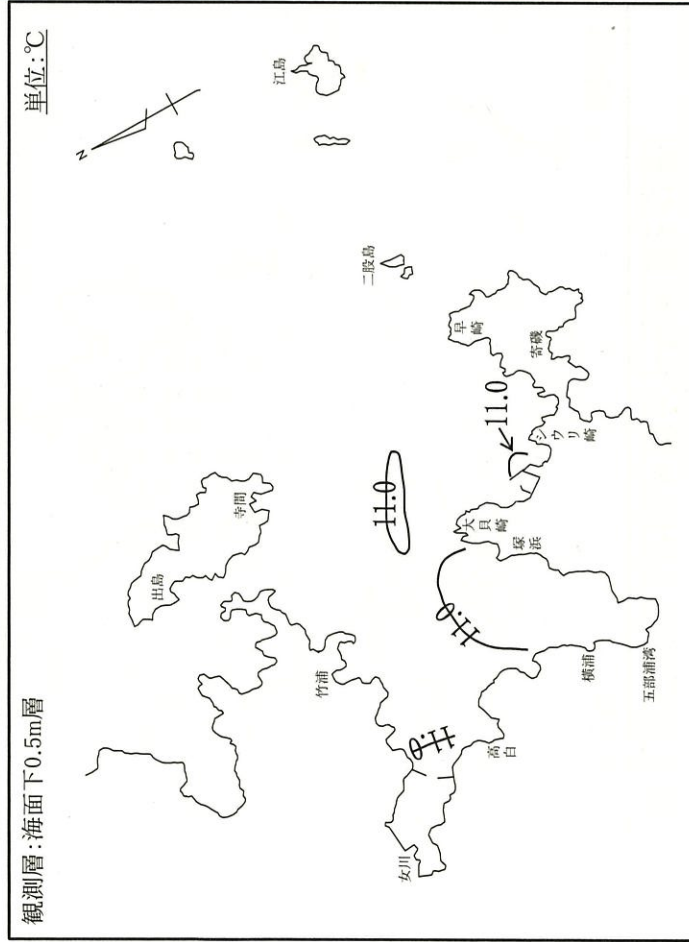 観測層:海面下0.5m層
単位:℃
N
江島
二股島
出島
寺間
早崎
寄磯
11.0
11.0
シウリ崎
大貝崎
塚浜
竹浦
11.0
11.0
高白
横浦
五部浦湾
女川